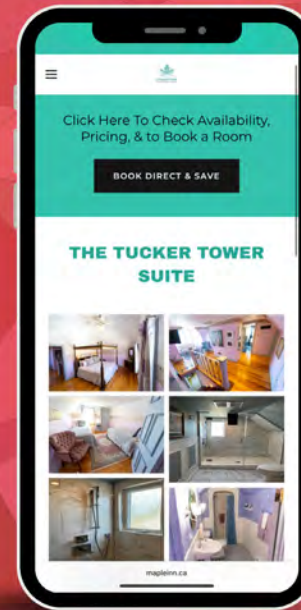 Click Here To Check Availability,
Pricing, & to Book a Room
BOOK DIRECT & SAVE
THE TUCKER TOWER
SUITE
mapleinn.ca